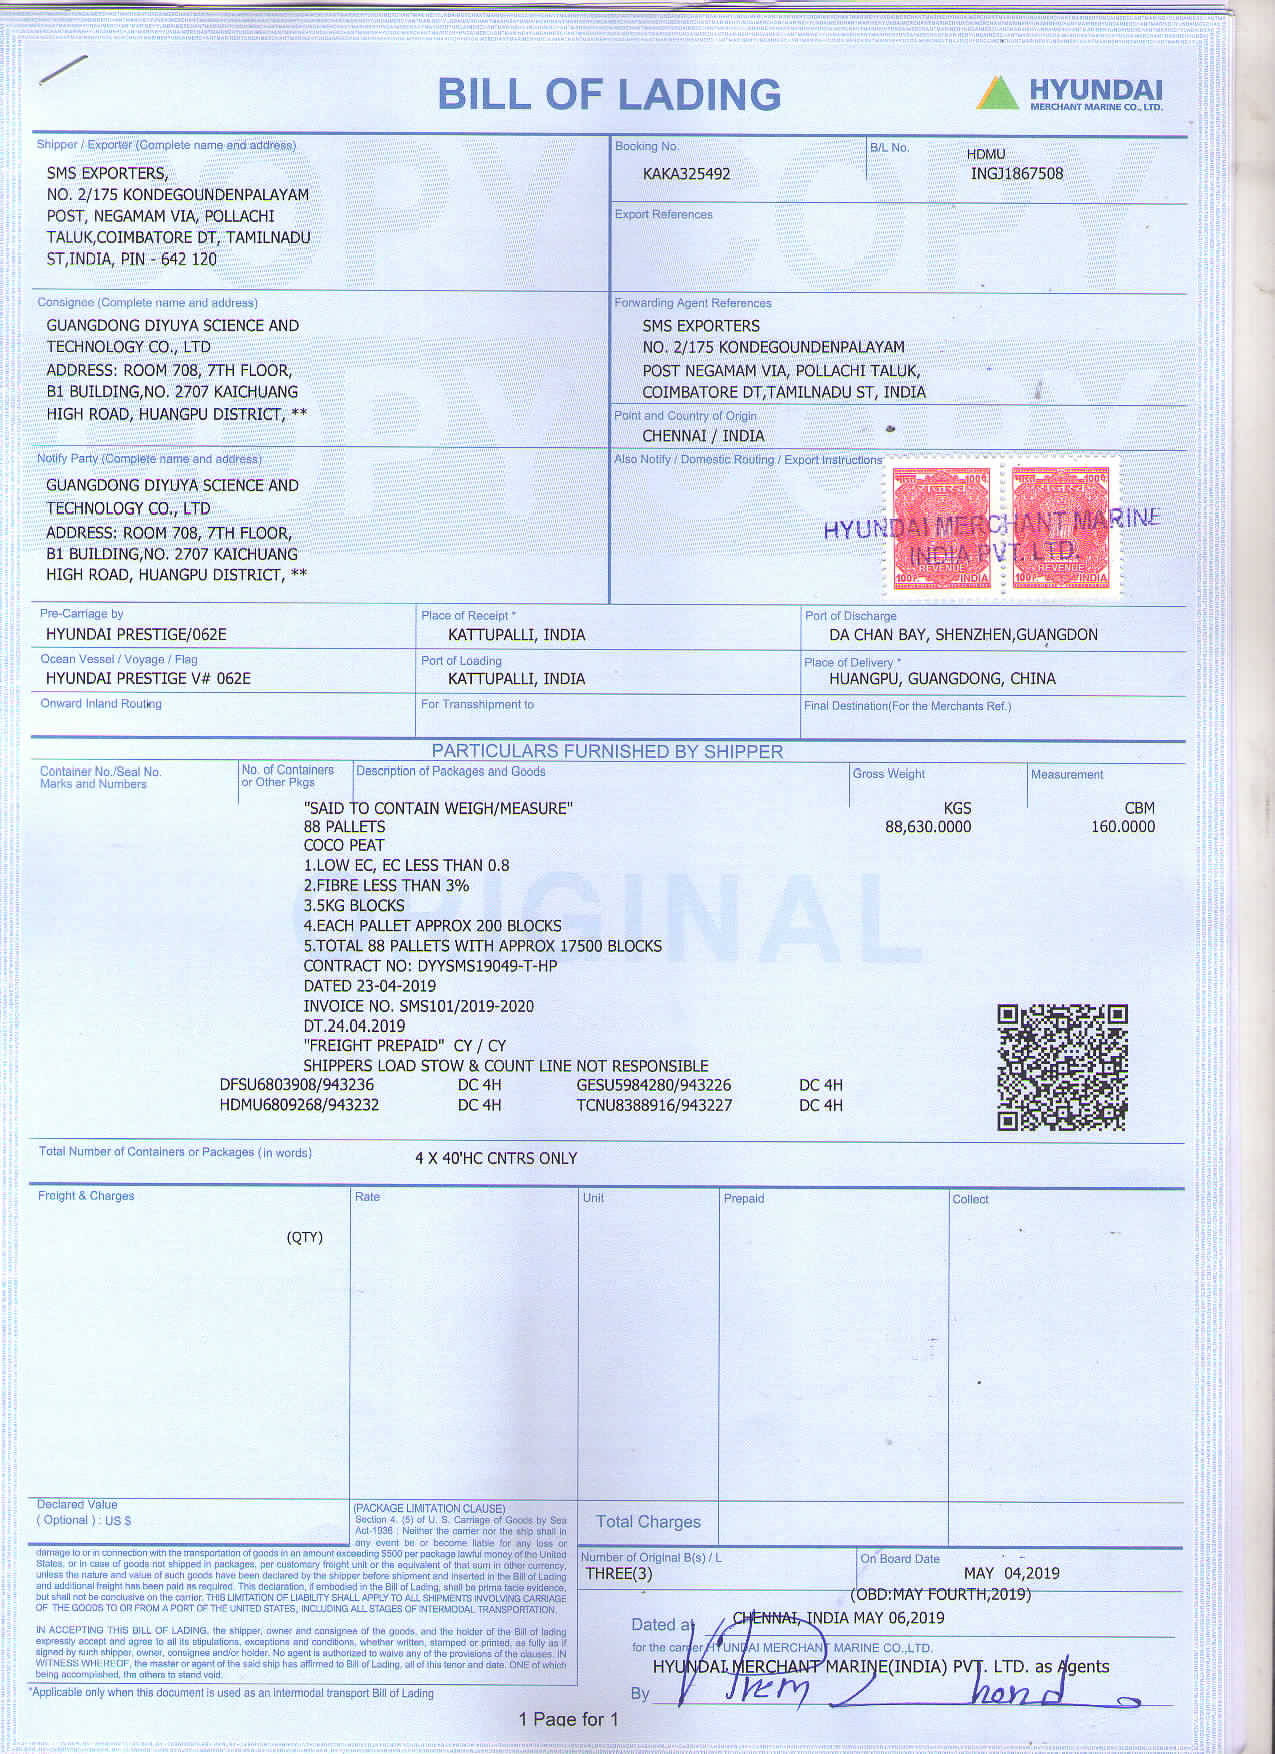 BILL OF LADING
HYUNDAI
MERCHANT MARINE CO., LTD.
Shipper / Exporter (Complete name and address)
SMS EXPORTERS,
NO. 2/175 KONDEGOUNDENPALAYAM
POST, NEGAMAM VIA, POLLACHI
TALUK,COIMBATORE DT, TAMILNADU
ST,INDIA, PIN - 642 120
Booking No.
KAKA325492
B/L No.
HDMU
INGJ1867508
Export References
Consignee (Complete name and address)
GUANGDONG DIYUYA SCIENCE AND
TECHNOLOGY CO., LTD
ADDRESS: ROOM 708, 7TH FLOOR,
B1 BUILDING,NO. 2707 KAICHUANG
HIGH ROAD, HUANGPU DISTRICT, **
Forwarding Agent References
SMS EXPORTERS
NO. 2/175 KONDEGOUNDENPALAYAM
POST NEGAMAM VIA, POLLACHI TALUK,
COIMBATORE DT,TAMILNADU ST, INDIA
Point and Country of Origin
CHENNAI / INDIA
Notify Party (Complete name and address)
GUANGDONG DIYUYA SCIENCE AND
TECHNOLOGY CO., LTD
ADDRESS: ROOM 708, 7TH FLOOR,
B1 BUILDING,NO. 2707 KAICHUANG
HIGH ROAD, HUANGPU DISTRICT, **
Also Notify / Domestic Routing / Export Instructions
भारत 100 पै. भारत 100 पै.
HYUNDAI MERCHANT MARINE
INDIA PVT. LTD.
REVENUE REVENUE
100P. INDIA 100P. INDIA
Pre-Carriage by
HYUNDAI PRESTIGE/062E
Place of Receipt *
KATTUPALLI, INDIA
Port of Discharge
DA CHAN BAY, SHENZHEN,GUANGDON
Ocean Vessel / Voyage / Flag
HYUNDAI PRESTIGE V# 062E
Port of Loading
KATTUPALLI, INDIA
Place of Delivery *
HUANGPU, GUANGDONG, CHINA
Onward Inland Routing
For Transshipment to
Final Destination(For the Merchants Ref.)
PARTICULARS FURNISHED BY SHIPPER
Container No./Seal No.
Marks and Numbers
No. of Containers
or Other Pkgs
Description of Packages and Goods
Gross Weight
Measurement
"SAID TO CONTAIN WEIGH/MEASURE" KGS CBM
88 PALLETS 88,630.0000 160.0000
COCO PEAT
1.LOW EC, EC LESS THAN 0.8
2.FIBRE LESS THAN 3%
3.5KG BLOCKS
4.EACH PALLET APPROX 200 BLOCKS
5.TOTAL 88 PALLETS WITH APPROX 17500 BLOCKS
CONTRACT NO: DYYSMS19049-T-HP
DATED 23-04-2019
INVOICE NO. SMS101/2019-2020
DT.24.04.2019
"FREIGHT PREPAID" CY / CY
SHIPPERS LOAD STOW & COUNT LINE NOT RESPONSIBLE
DFSU6803908/943236 DC 4H GESU5984280/943226 DC 4H
HDMU6809268/943232 DC 4H TCNU8388916/943227 DC 4H
ORIGINAL
Total Number of Containers or Packages (in words)
4 X 40'HC CNTRS ONLY
Freight & Charges
Rate
Unit
Prepaid
Collect
(QTY)
Declared Value
( Optional ) : US $
(PACKAGE LIMITATION CLAUSE)
Section 4. (5) of U. S. Carriage of Goods by Sea
Act-1936 : Neither the carrier nor the ship shall in
any event be or become liable for any loss or
damage to or in connection with the transportation of goods in an amount exceeding $500 per package lawful money of the United
States, or in case of goods not shipped in packages, per customary freight unit or the equivalent of that sum in other currency,
unless the nature and value of such goods have been declared by the shipper before shipment and inserted in the Bill of Lading
and additional freight has been paid as required. This declaration, if embodied in the Bill of Lading, shall be prima facie evidence,
but shall not be conclusive on the carrier. THIS LIMITATION OF LIABILITY SHALL APPLY TO ALL SHIPMENTS INVOLVING CARRIAGE
OF THE GOODS TO OR FROM A PORT OF THE UNITED STATES, INCLUDING ALL STAGES OF INTERMODAL TRANSPORTATION.
IN ACCEPTING THIS BILL OF LADING, the shipper, owner and consignee of the goods, and the holder of the Bill of lading
expressly accept and agree to all its stipulations, exceptions and conditions, whether written, stamped or printed, as fully as if
signed by such shipper, owner, consignee and/or holder. No agent is authorized to waive any of the provisions of the clauses. IN
WITNESS WHEREOF, the master or agent of the said ship has affirmed to Bill of Lading, all of this tenor and date. ONE of which
being accomplished, the others to stand void.
*Applicable only when this document is used as an intermodal transport Bill of Lading
Total Charges
Number of Original B(s) / L
THREE(3)
On Board Date
MAY 04,2019
(OBD:MAY FOURTH,2019)
Dated at CHENNAI, INDIA MAY 06,2019
for the carrier HYUNDAI MERCHANT MARINE CO.,LTD.
HYUNDAI MERCHANT MARINE(INDIA) PVT. LTD. as Agents
By
1 Page for 1